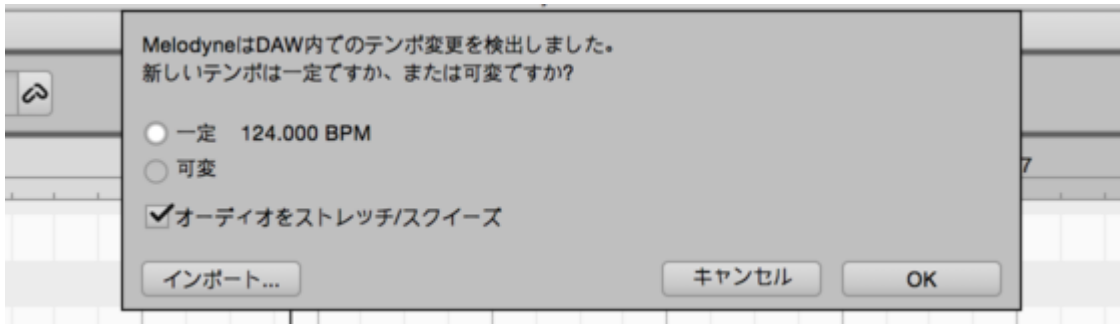 MelodyneはDAW内でのテンポ変更を検出しました。
新しいテンポは一定ですか、または可変ですか?
一定 124.000 BPM
可変
7
オーディオをストレッチ/スクイーズ
インポート...
キャンセル
OK